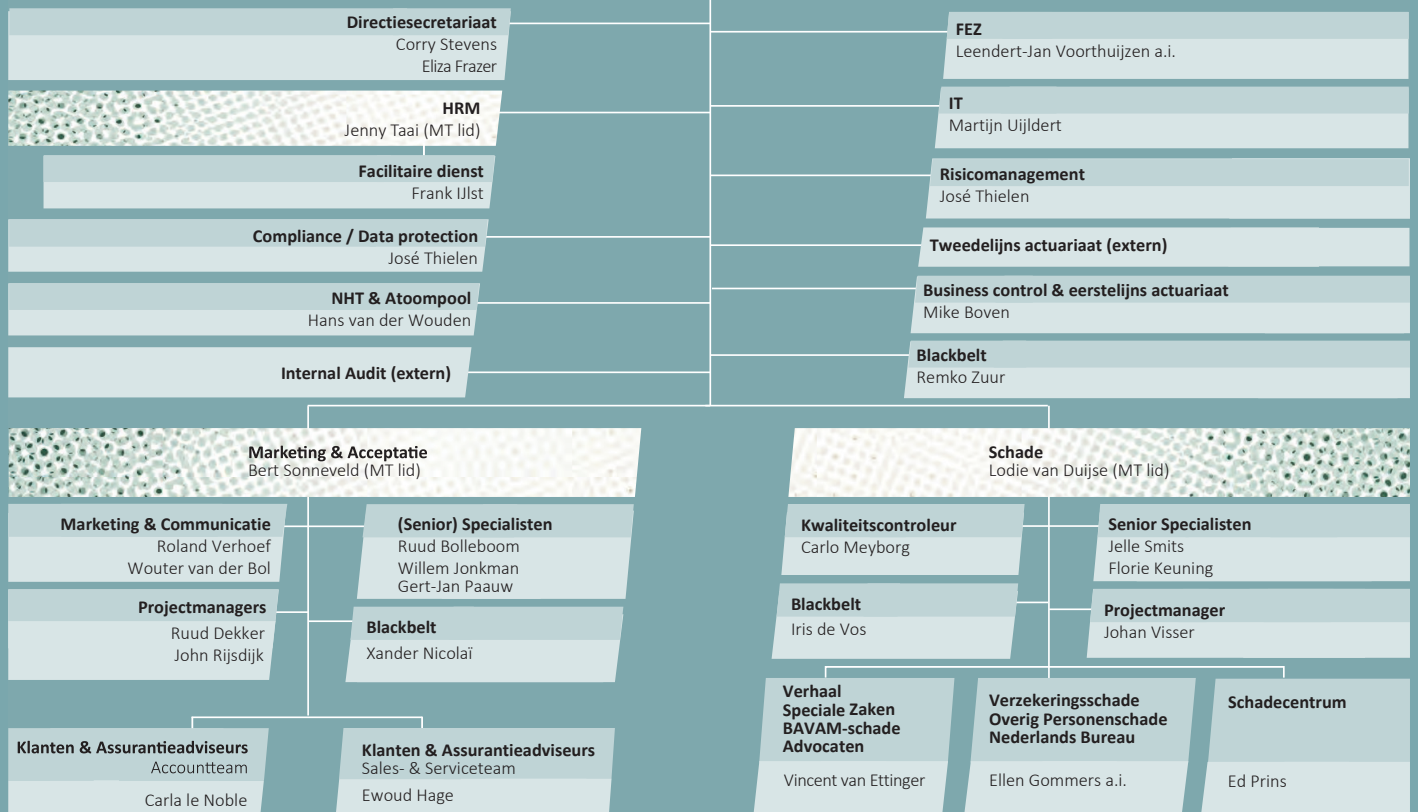 Directiesecretariaat
Corry Stevens
Eliza Frazer
HRM
Jenny Taai (MT lid)
Facilitaire dienst
Frank IJlst
Compliance / Data protection
José Thielen
NHT & Atoompool
Hans van der Wouden
Internal Audit (extern)
FEZ
Leendert-Jan Voorthuijzen a.i.
IT
Martijn Uijldert
Risicomanagement
José Thielen
Tweedelijns actuariaat (extern)
Business control & eerstelijns actuariaat
Mike Boven
Blackbelt
Remko Zuur
Marketing & Acceptatie
Bert Sonneveld (MT lid)
Marketing & Communicatie
Roland Verhoef
Wouter van der Bol
(Senior) Specialisten
Ruud Bolleboom
Willem Jonkman
Gert-Jan Paauw
Projectmanagers
Ruud Dekker
John Rijsdijk
Blackbelt
Xander Nicolaï
Klanten & Assurantieadviseurs
Accountteam
Carla le Noble
Klanten & Assurantieadviseurs
Sales- & Serviceteam
Ewoud Hage
Schade
Lodie van Duijse (MT lid)
Kwaliteitscontroleur
Carlo Meyborg
Senior Specialisten
Jelle Smits
Florie Keuning
Blackbelt
Iris de Vos
Projectmanager
Johan Visser
Verhaal
Speciale Zaken
BAVAM-schade
Advocaten
Vincent van Ettinger
Verzekeringsschade
Overig Personenschade
Nederlands Bureau
Ellen Gommers a.i.
Schadecentrum
Ed Prins